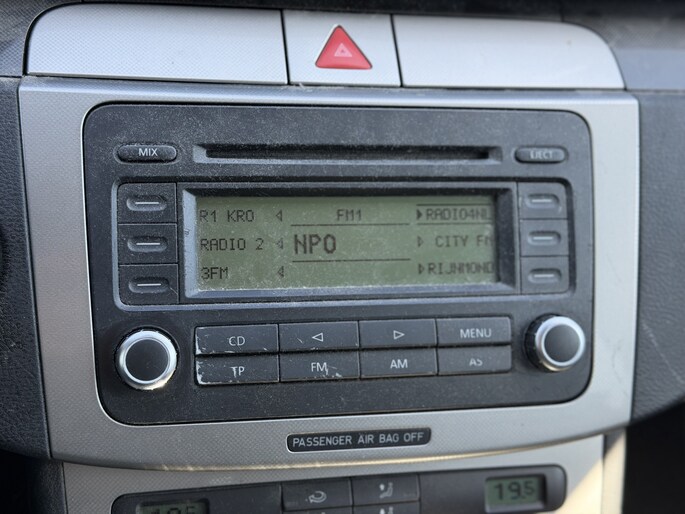 MIX
EJECT
R1 KRO FM1 RADIO4NL
RADIO 2 NPO CITY FM
3FM RIJNMOND
CD MENU
TP FM AM AS
PASSENGER AIR BAG OFF
19.5